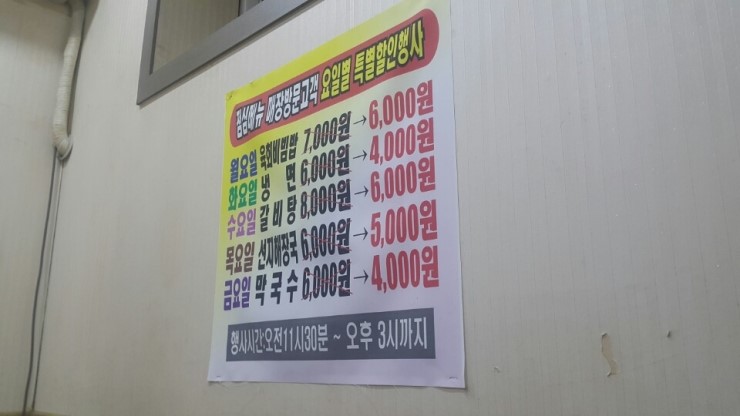 점심메뉴 매장방문고객 요일별 특별할인행사
월요일 육회비빔밥 7,000원→6,000원
화요일 냉면 6,000원→4,000원
수요일 갈비탕 8,000원→6,000원
목요일 선지해장국 6,000원→5,000원
금요일 막국수 6,000원→4,000원
행사시간:오전11시30분 ~ 오후 3시까지